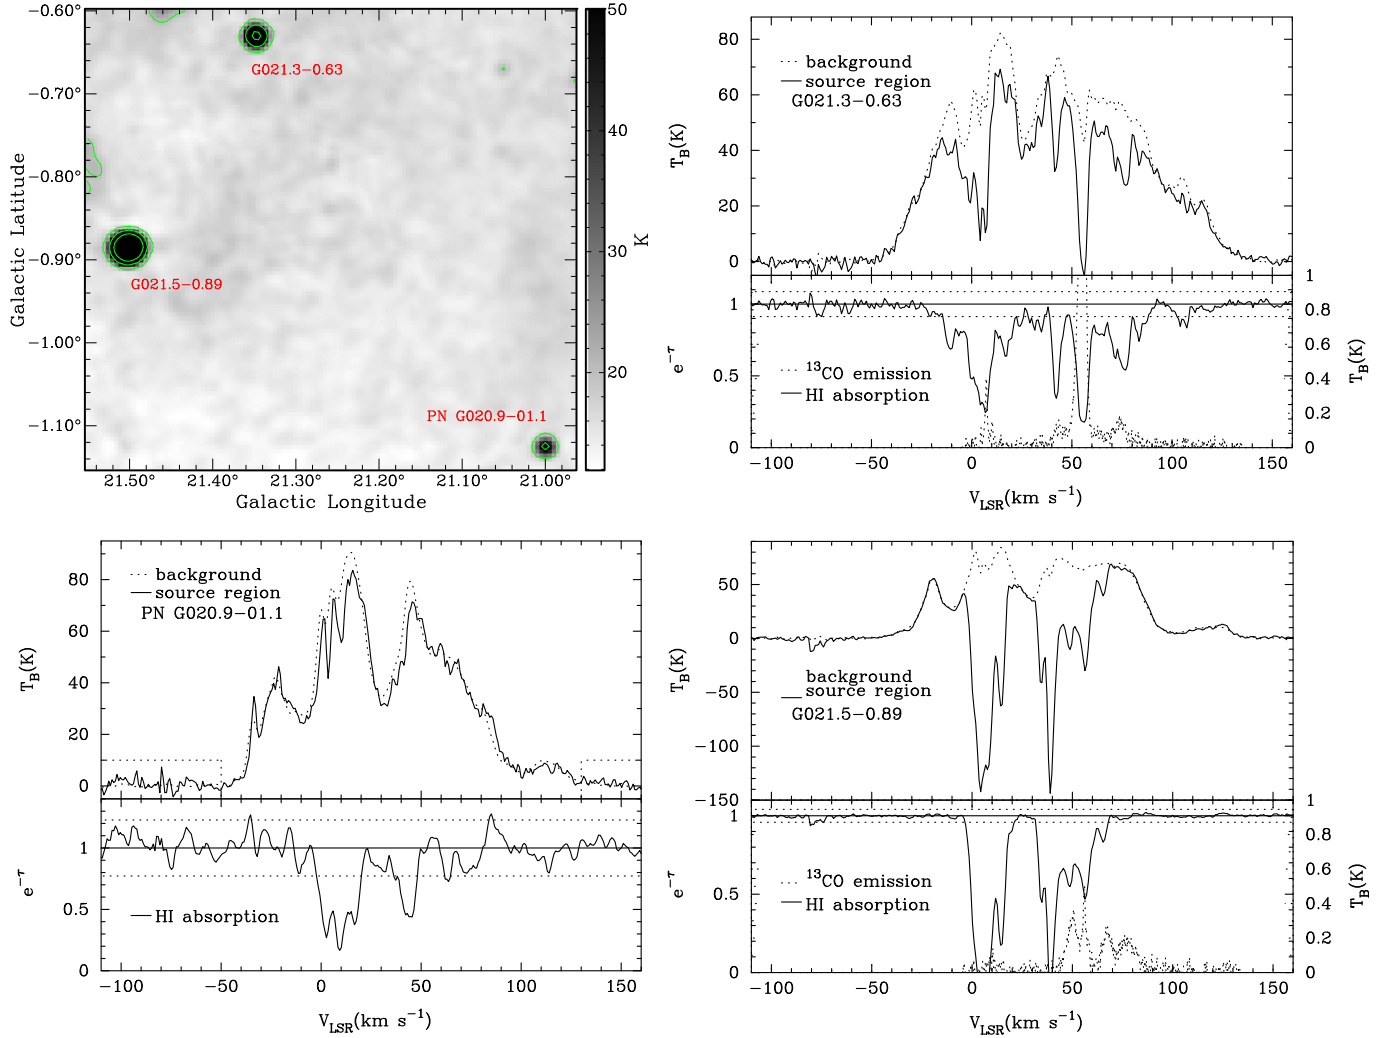 −0.60°
−0.70°
−0.80°
−0.90°
−1.00°
−1.10°
Galactic Latitude
21.50° 21.40° 21.30° 21.20° 21.10° 21.00°
Galactic Longitude
G021.3−0.63
G021.5−0.89
PN G020.9−01.1
50
40
30
20
K
80
60
40
20
0
T_B(K)
background
source region
G021.3−0.63
1
0.5
0
e^−τ
1
0.8
0.6
0.4
0.2
0
T_B(K)
¹³CO emission
HI absorption
−100 −50 0 50 100 150
V_LSR(km s⁻¹)
80
60
40
20
0
T_B(K)
background
source region
PN G020.9−01.1
1
0.5
0
e^−τ
HI absorption
−100 −50 0 50 100 150
V_LSR(km s⁻¹)
50
0
−50
−100
−150
T_B(K)
background
source region
G021.5−0.89
1
0.5
0
e^−τ
1
0.8
0.6
0.4
0.2
0
T_B(K)
¹³CO emission
HI absorption
−100 −50 0 50 100 150
V_LSR(km s⁻¹)